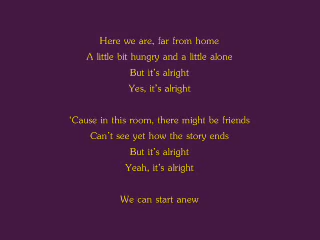 Here we are, far from home
A little bit hungry and a little alone
But it's alright
Yes, it's alright
'Cause in this room, there might be friends
Can't see yet how the story ends
But it's alright
Yeah, it's alright
We can start anew